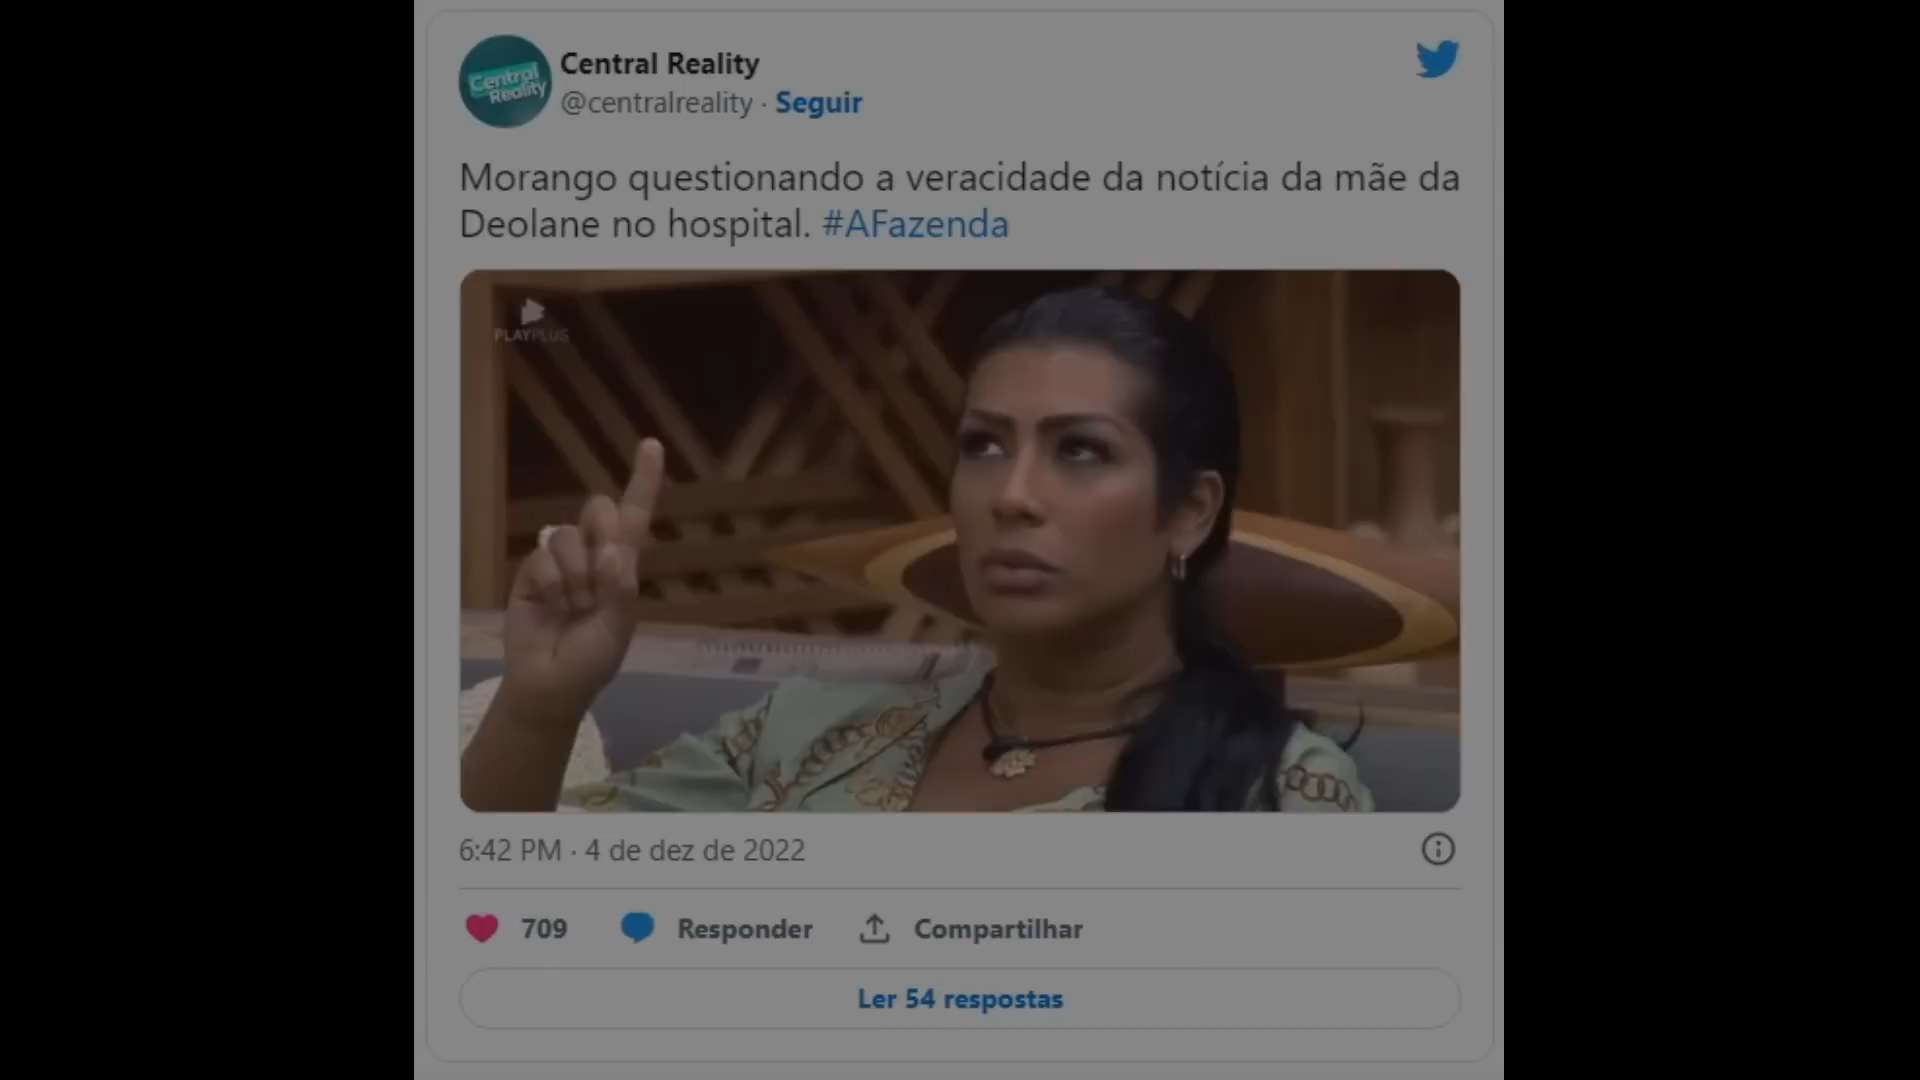 Central Reality
Central Reality
@centralreality · Seguir
Morango questionando a veracidade da notícia da mãe da
Deolane no hospital. #AFazenda
PLAYPLUS
6:42 PM · 4 de dez de 2022
709 Responder Compartilhar
Ler 54 respostas